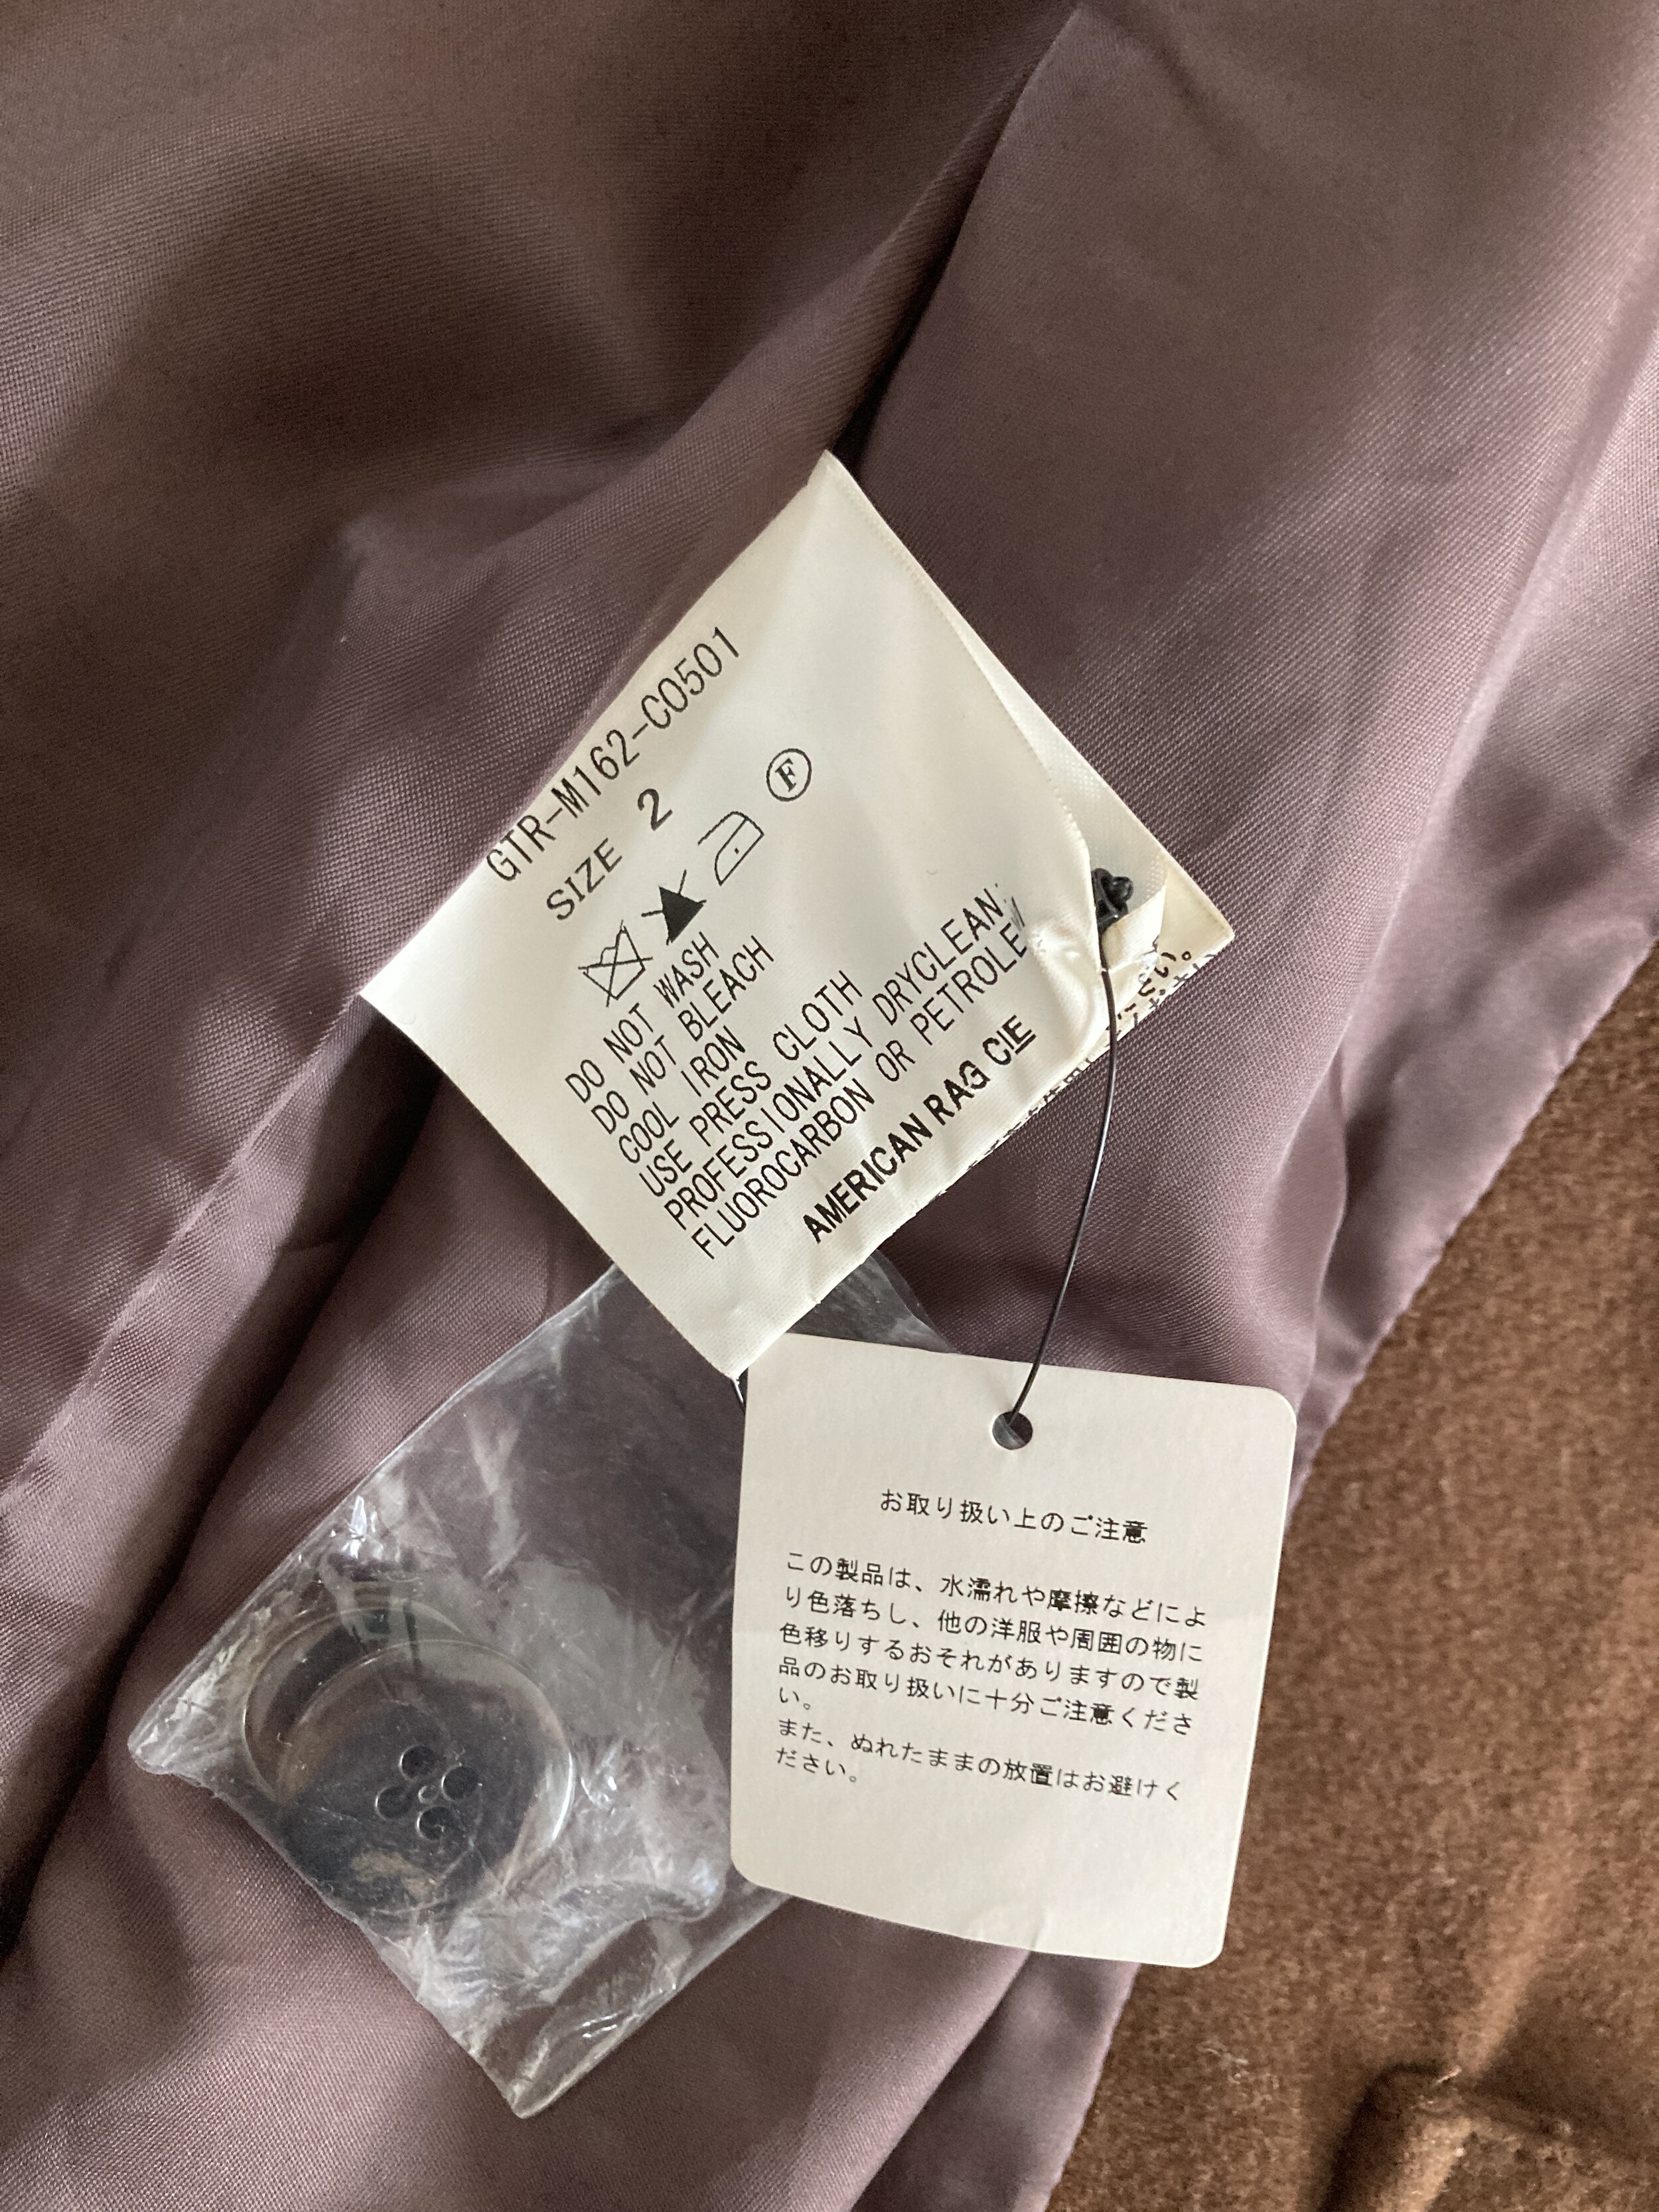 GTR-M162-CO501
SIZE 2
F
DO NOT WASH
DO NOT BLEACH
COOL IRON
USE PRESS CLOTH
PROFESSIONALLY DRYCLEAN
FLUOROCARBON OR PETROLE
AMERICAN RAG CIE
お取り扱い上のご注意
この製品は、水濡れや摩擦などによ
り色落ちし、他の洋服や周囲の物に
色移りするおそれがありますので製
品のお取り扱いに十分ご注意くださ
い。
また、ぬれたままの放置はお避けく
ださい。